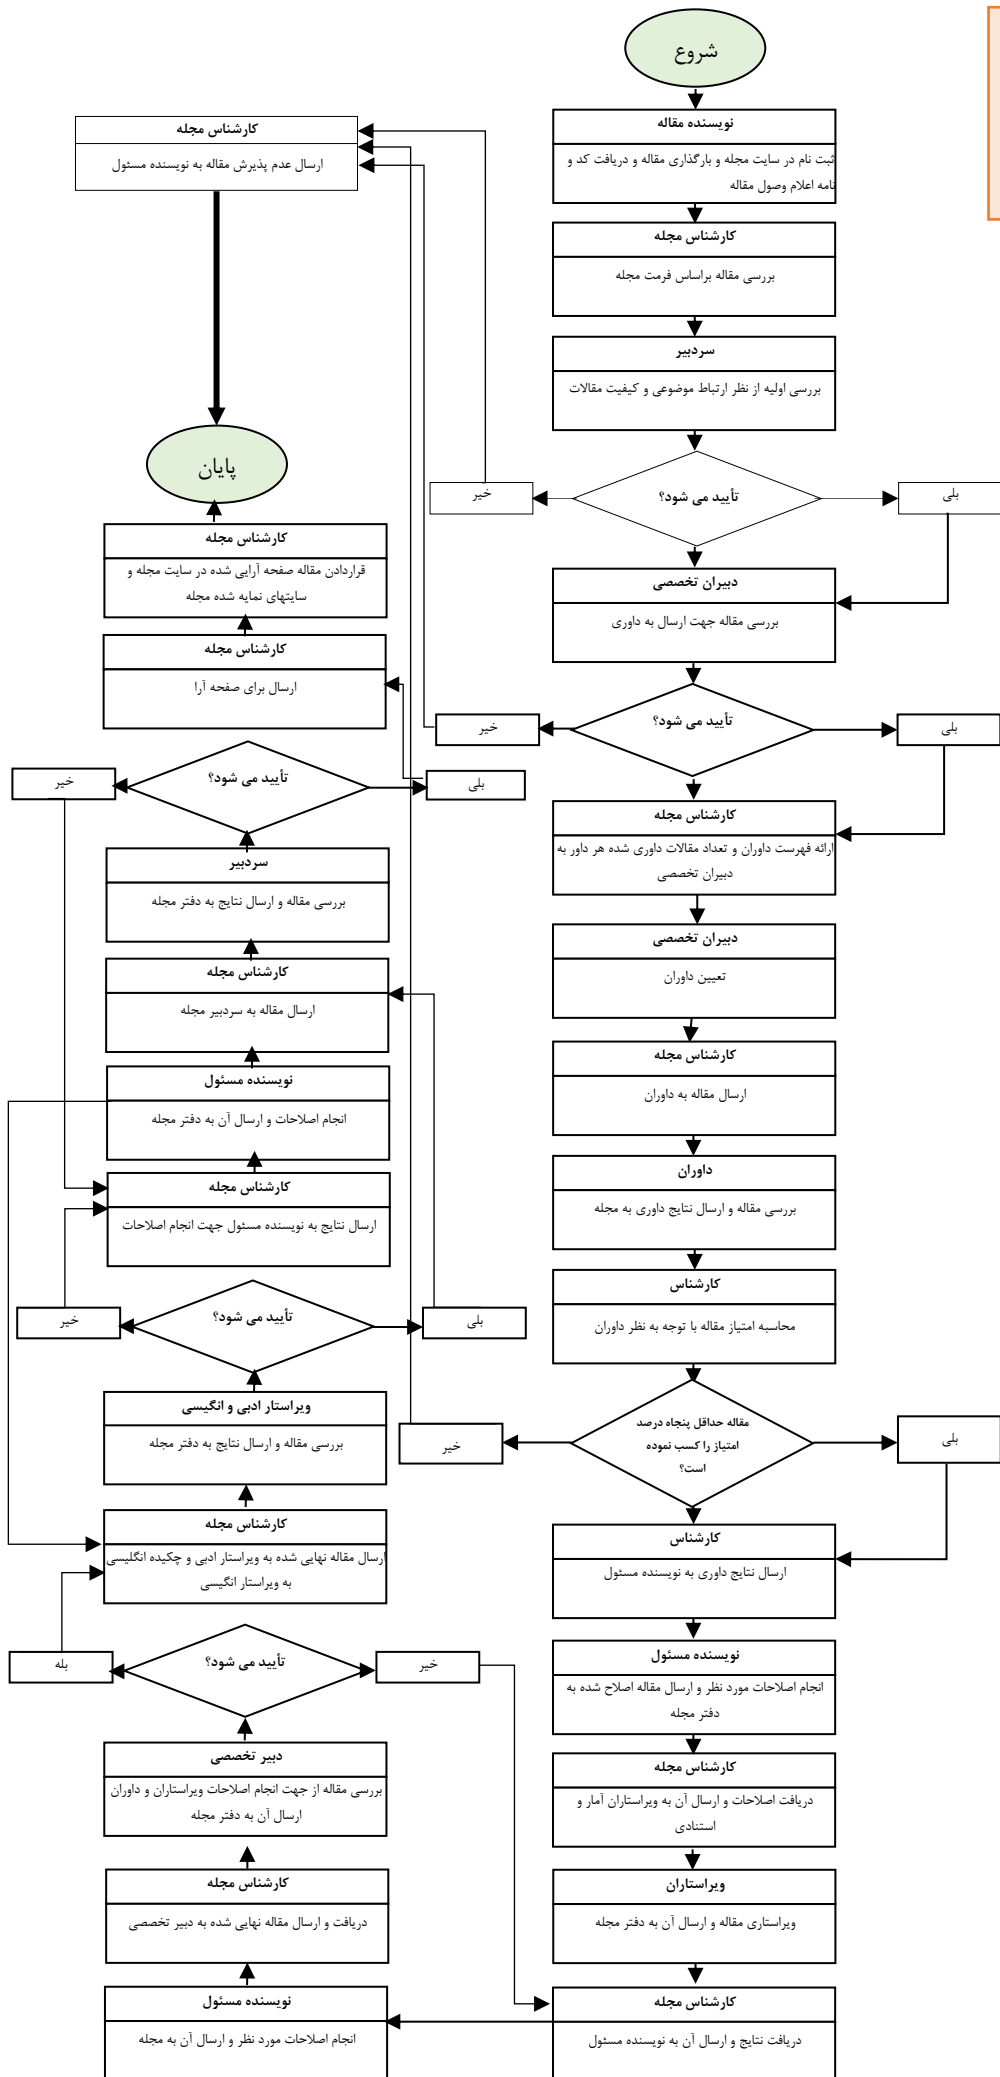 شروع
نویسنده مقاله
ثبت نام در سایت مجله و بارگذاری مقاله و دریافت کد و
نامه اعلام وصول مقاله
کارشناس مجله
بررسی مقاله براساس فرمت مجله
سردبیر
بررسی اولیه از نظر ارتباط موضوعی و کیفیت مقالات
تأیید می شود؟
بلی
خیر
دبیران تخصصی
بررسی مقاله جهت ارسال به داوری
تأیید می شود؟
بلی
خیر
کارشناس مجله
ارائه فهرست داوران و تعداد مقالات داوری شده هر داور به
دبیران تخصصی
دبیران تخصصی
تعیین داوران
کارشناس مجله
ارسال مقاله به داوران
داوران
بررسی مقاله و ارسال نتایج داوری به مجله
کارشناس
محاسبه امتیاز مقاله با توجه به نظر داوران
مقاله حداقل پنجاه درصد
امتیاز را کسب نموده
است؟
بلی
خیر
کارشناس
ارسال نتایج داوری به نویسنده مسئول
نویسنده مسئول
انجام اصلاحات مورد نظر و ارسال مقاله اصلاح شده به
دفتر مجله
کارشناس مجله
دریافت اصلاحات و ارسال آن به ویراستاران آمار و
استنادی
ویراستاران
ویراستاری مقاله و ارسال آن به دفتر مجله
کارشناس مجله
دریافت نتایج و ارسال آن به نویسنده مسئول
نویسنده مسئول
انجام اصلاحات مورد نظر و ارسال آن به مجله
کارشناس مجله
دریافت و ارسال مقاله نهایی شده به دبیر تخصصی
دبیر تخصصی
بررسی مقاله از جهت انجام اصلاحات ویراستاران و داوران
ارسال آن به دفتر مجله
تأیید می شود؟
خیر
بله
کارشناس مجله
ارسال مقاله نهایی شده به ویراستار ادبی و چکیده انگلیسی
به ویراستار انگیسی
ویراستار ادبی و انگیسی
بررسی مقاله و ارسال نتایج به دفتر مجله
تأیید می شود؟
بلی
خیر
کارشناس مجله
ارسال نتایج به نویسنده مسئول جهت انجام اصلاحات
نویسنده مسئول
انجام اصلاحات و ارسال آن به دفتر مجله
کارشناس مجله
ارسال مقاله به سردبیر مجله
سردبیر
بررسی مقاله و ارسال نتایج به دفتر مجله
تأیید می شود؟
بلی
خیر
کارشناس مجله
ارسال برای صفحه آرا
کارشناس مجله
قراردادن مقاله صفحه آرایی شده در سایت مجله و
سایتهای نمایه شده مجله
پایان
کارشناس مجله
ارسال عدم پذیرش مقاله به نویسنده مسئول